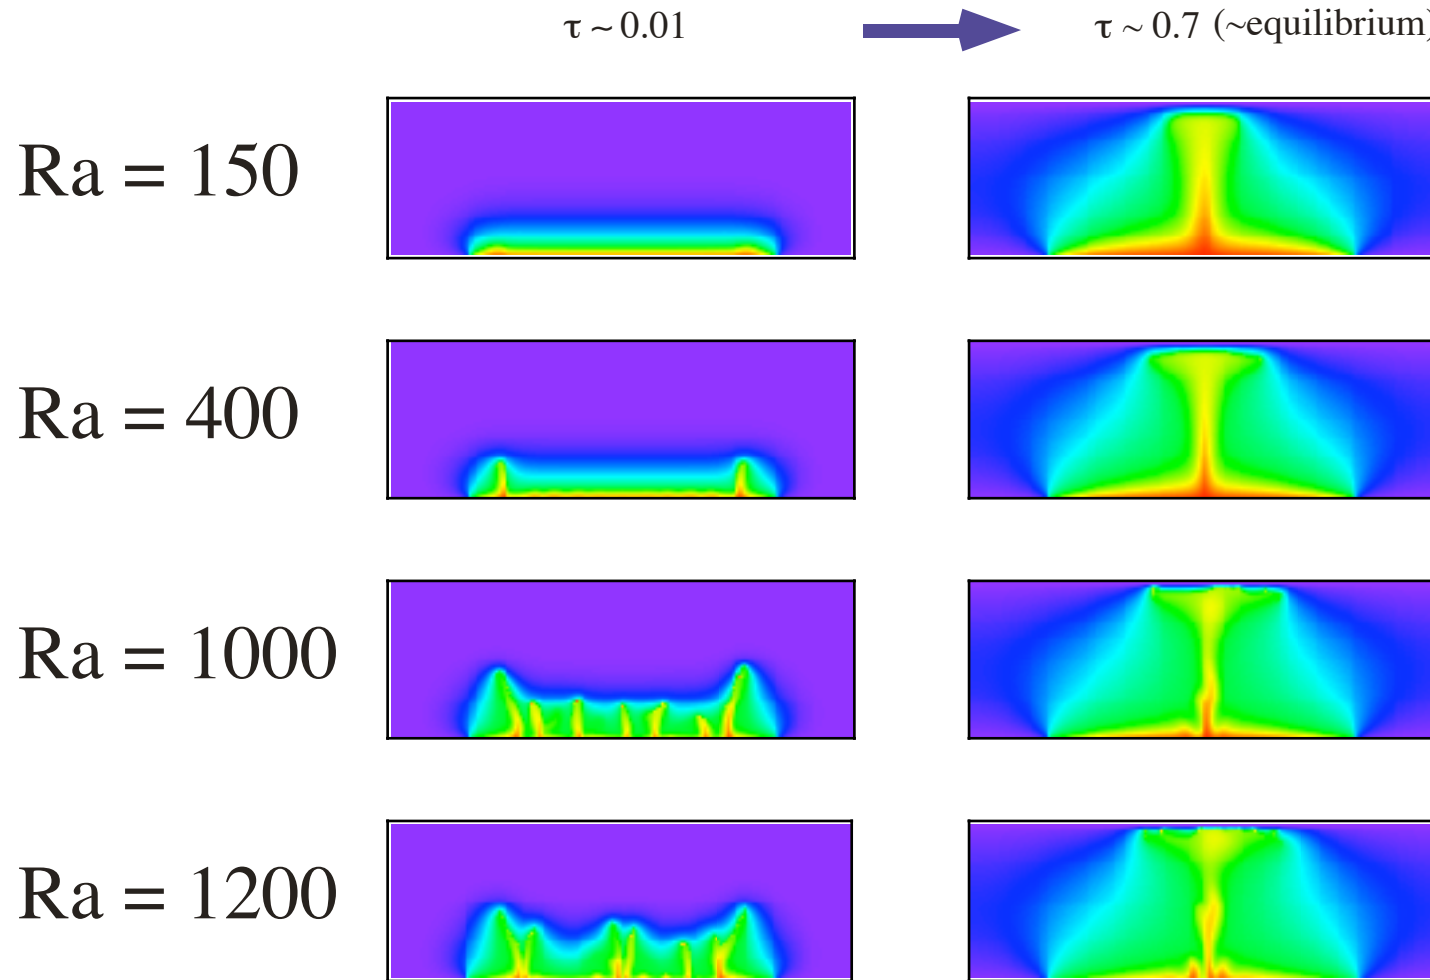 τ ~ 0.01
τ ~ 0.7 (~equilibrium)
Ra = 150
Ra = 400
Ra = 1000
Ra = 1200